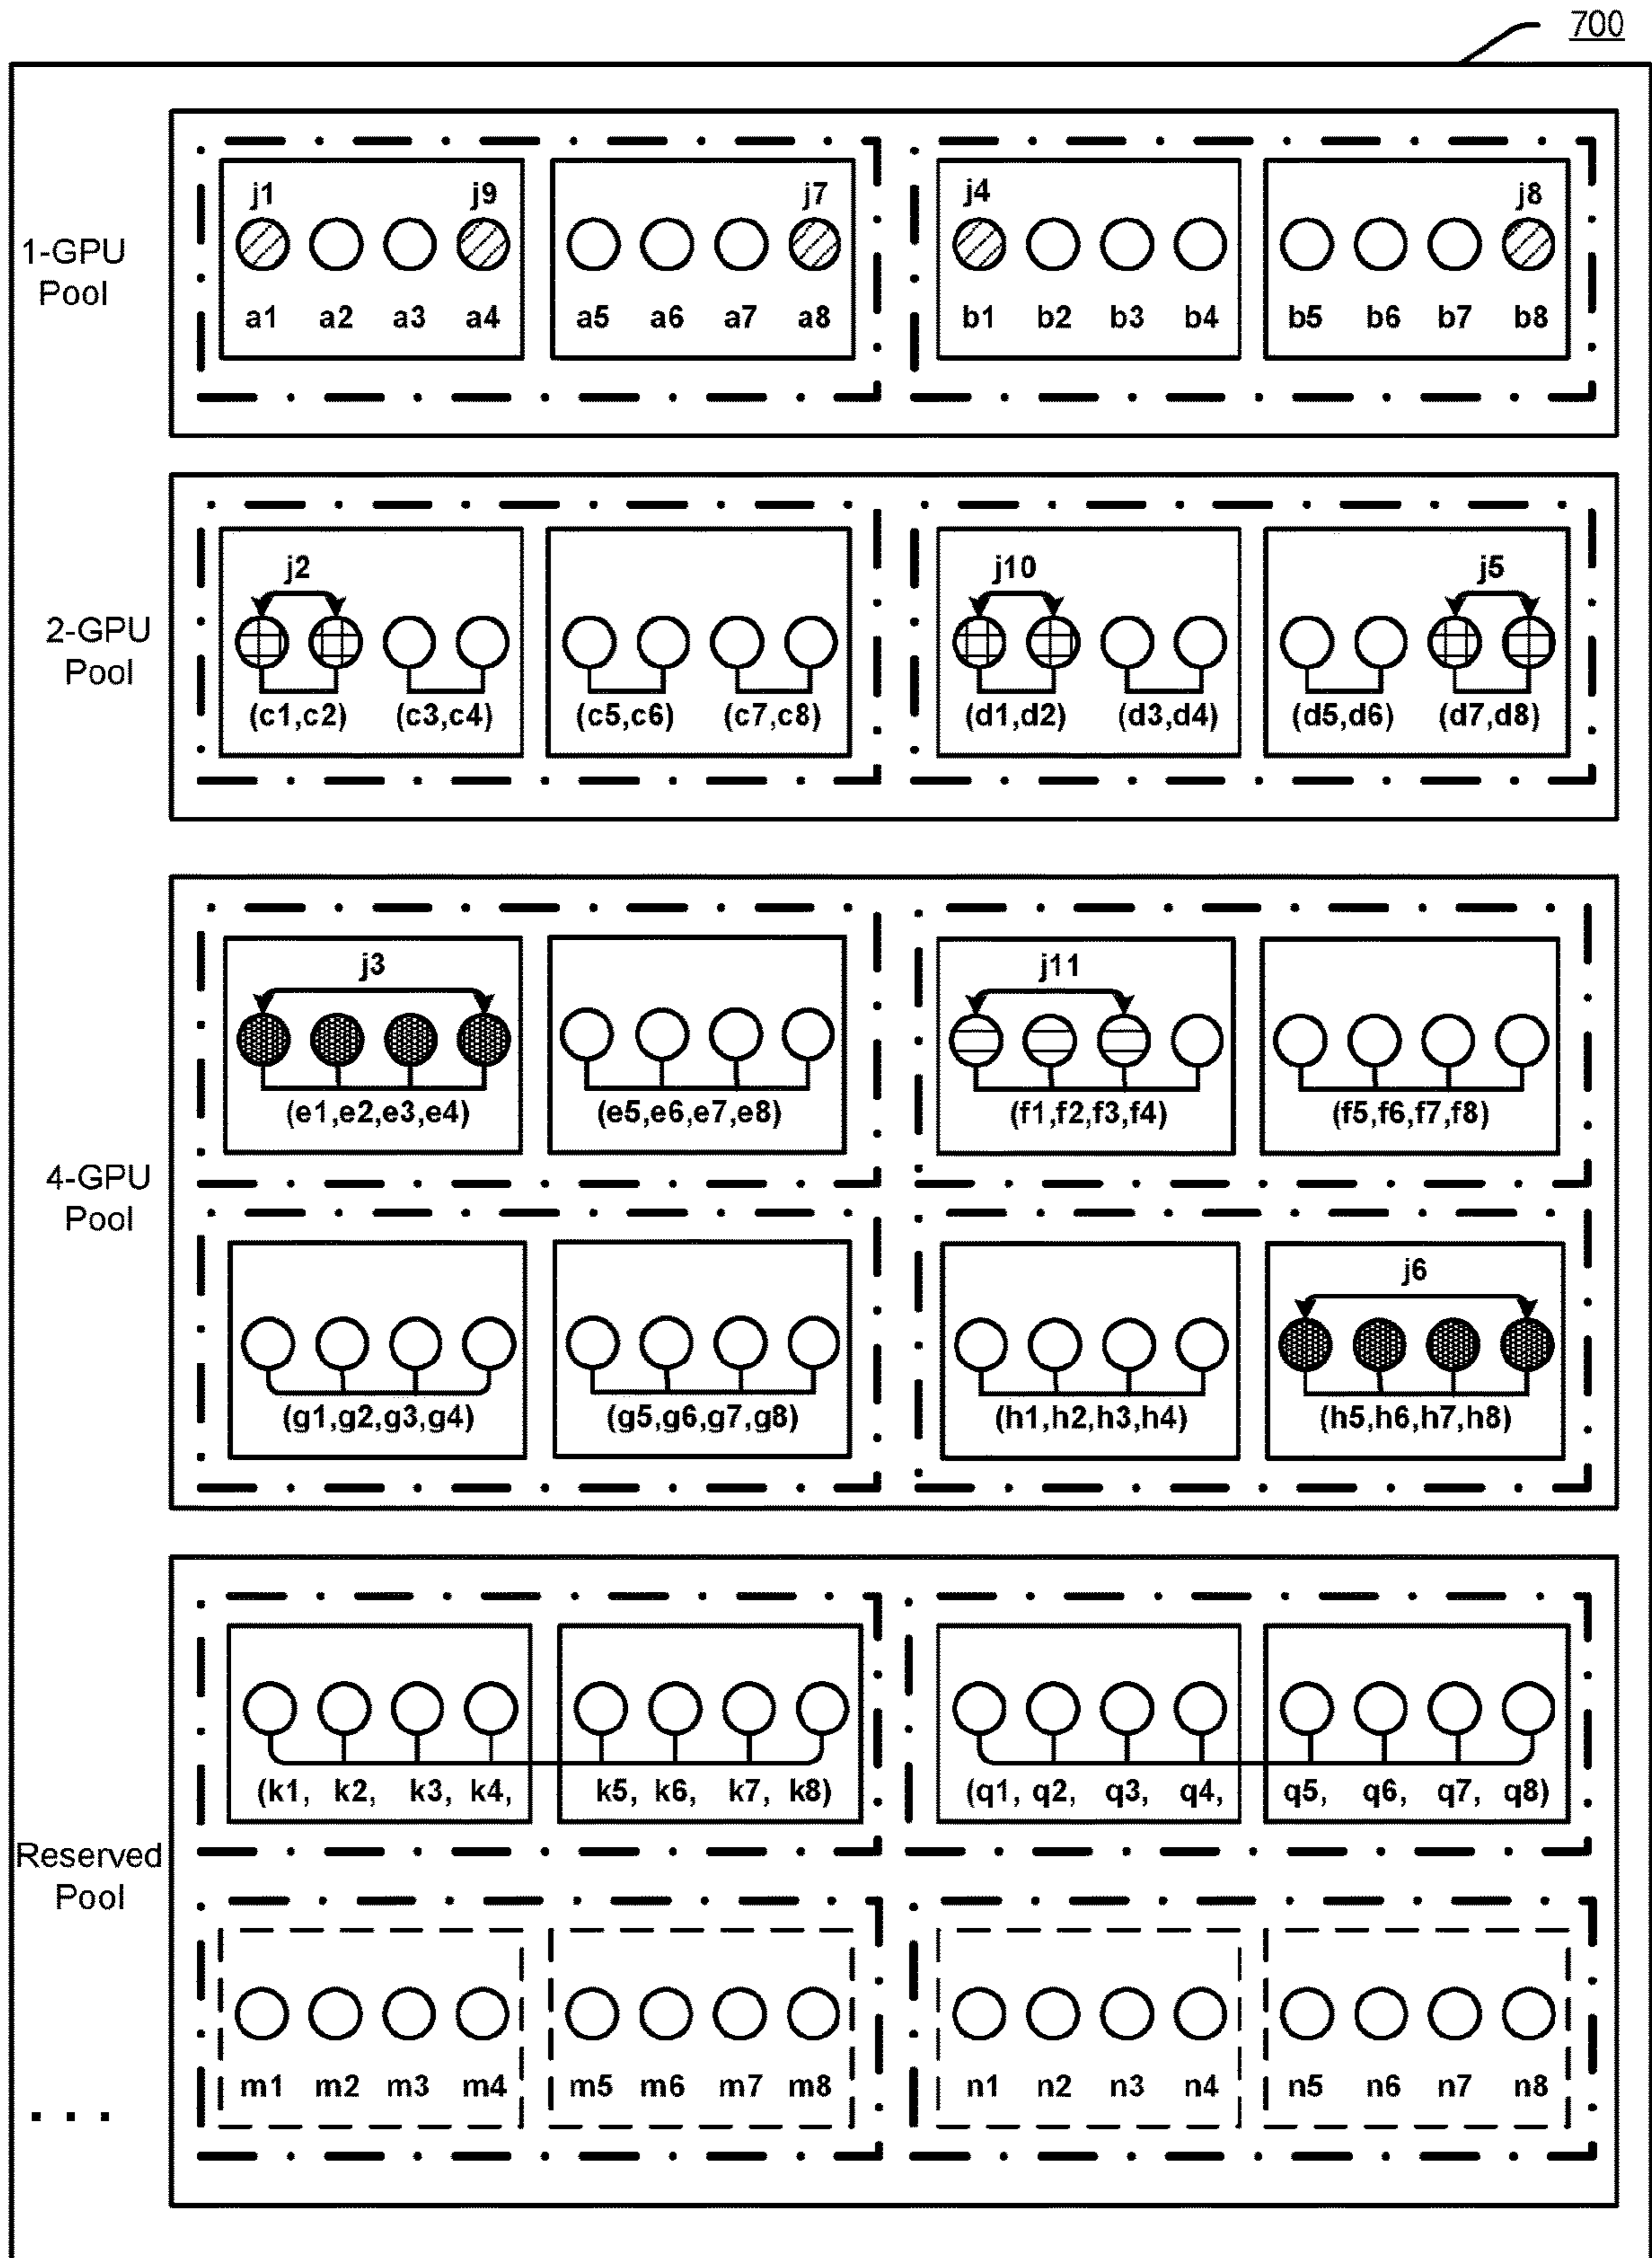 700
1-GPU
Pool
j1 j9 j7 j4 j8
a1 a2 a3 a4 a5 a6 a7 a8 b1 b2 b3 b4 b5 b6 b7 b8
2-GPU
Pool
j2 j10 j5
(c1,c2) (c3,c4) (c5,c6) (c7,c8) (d1,d2) (d3,d4) (d5,d6) (d7,d8)
4-GPU
Pool
j3 j11
(e1,e2,e3,e4) (e5,e6,e7,e8) (f1,f2,f3,f4) (f5,f6,f7,f8)
j6
(g1,g2,g3,g4) (g5,g6,g7,g8) (h1,h2,h3,h4) (h5,h6,h7,h8)
Reserved
Pool
(k1, k2, k3, k4, k5, k6, k7, k8) (q1, q2, q3, q4, q5, q6, q7, q8)
m1 m2 m3 m4 m5 m6 m7 m8 n1 n2 n3 n4 n5 n6 n7 n8
. . .